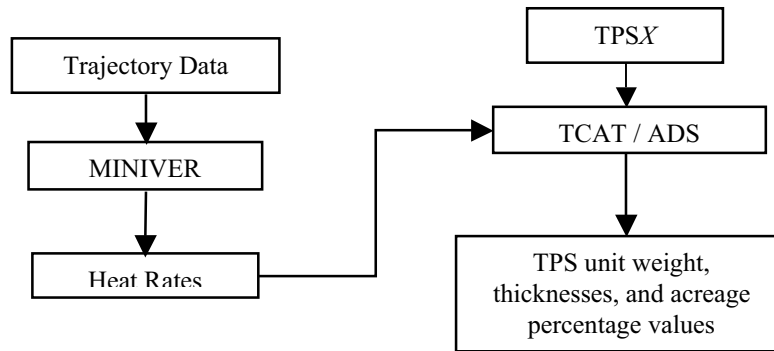 Trajectory Data
MINIVER
Heat Rates
TPSX
TCAT / ADS
TPS unit weight,
thicknesses, and acreage
percentage values